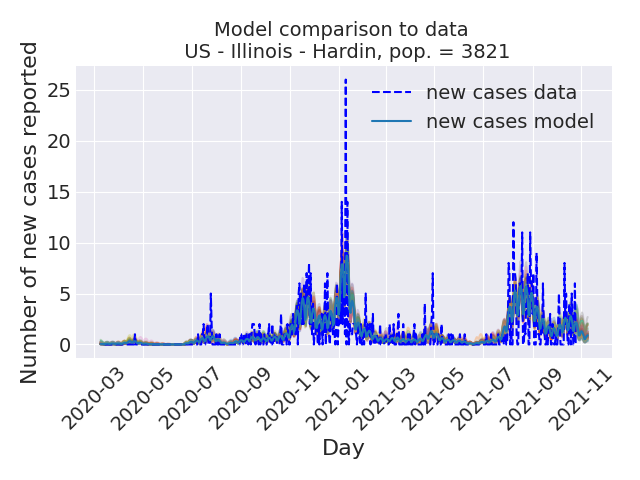 Model comparison to data
US - Illinois - Hardin, pop. = 3821
Number of new cases reported
25
20
15
10
5
0
new cases data
new cases model
2020-03
2020-05
2020-07
2020-09
2020-11
2021-01
2021-03
2021-05
2021-07
2021-09
2021-11
Day